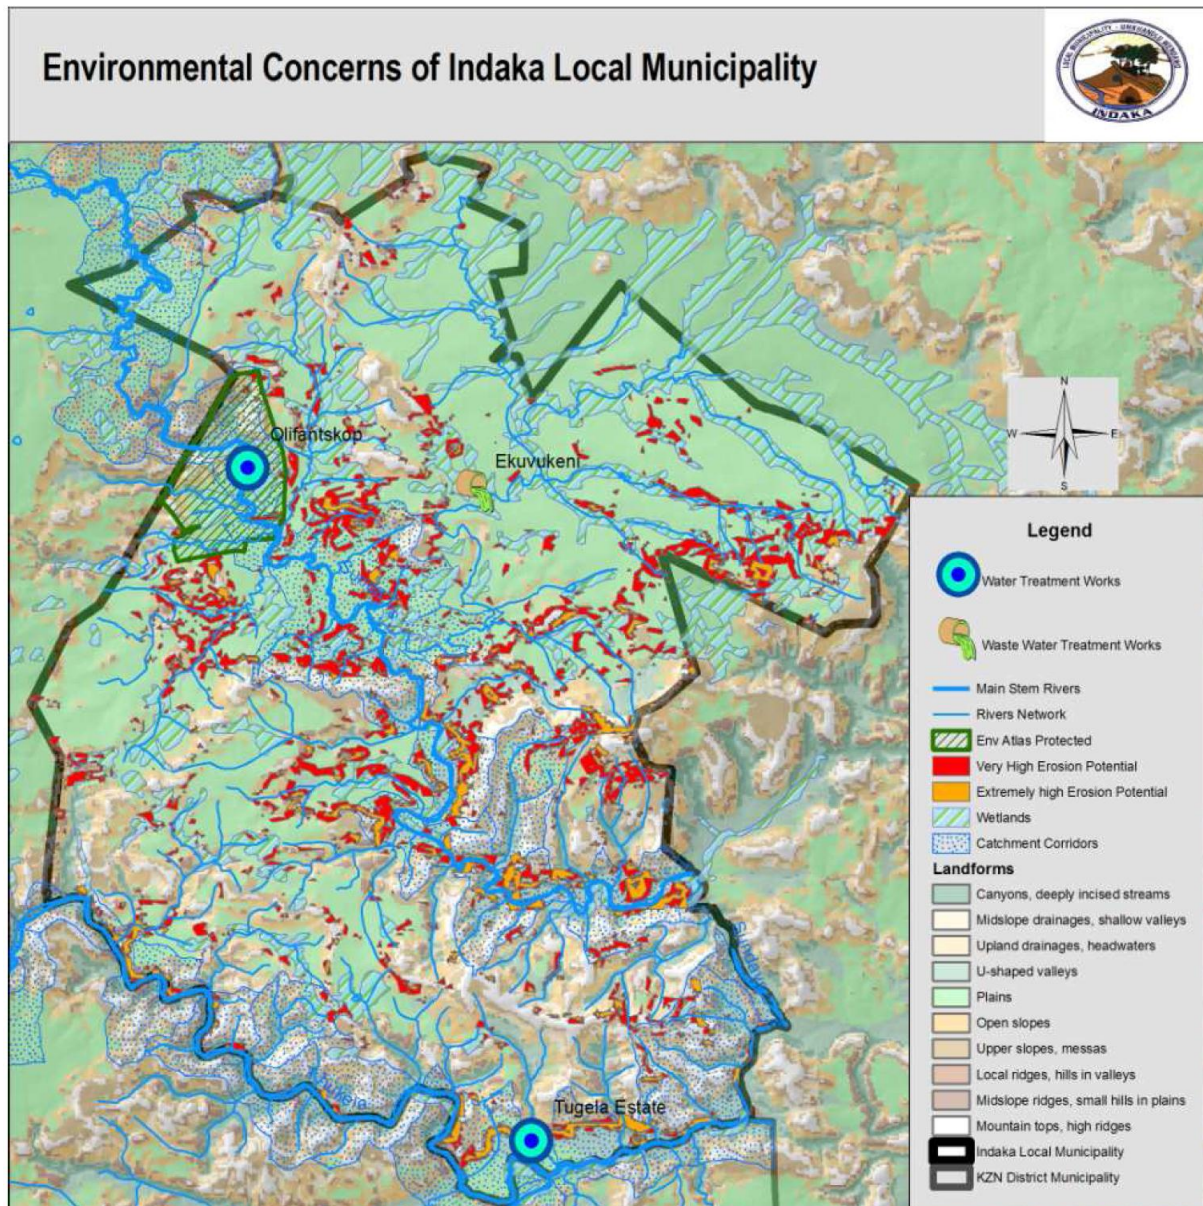 Environmental Concerns of Indaka Local Municipality
LOCAL MUNICIPALITY
INDAKA
Olifantskop
Ekuvukeni
Tugela Estate
N
W
E
S
Legend
Water Treatment Works
Waste Water Treatment Works
Main Stem Rivers
Rivers Network
Env Atlas Protected
Very High Erosion Potential
Extremely high Erosion Potential
Wetlands
Catchment Corridors
Landforms
Canyons, deeply incised streams
Midslope drainages, shallow valleys
Upland drainages, headwaters
U-shaped valleys
Plains
Open slopes
Upper slopes, messas
Local ridges, hills in valleys
Midslope ridges, small hills in plains
Mountain tops, high ridges
Indaka Local Municipality
KZN District Municipality